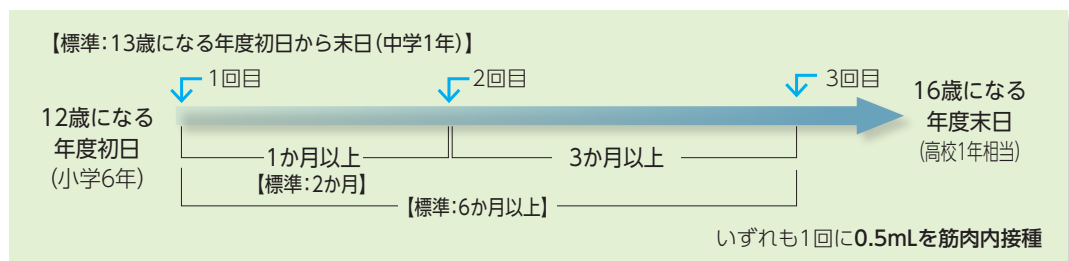 【標準:13歳になる年度初日から末日(中学1年)】
1回目
2回目
3回目
12歳になる
年度初日
(小学6年)
16歳になる
年度末日
(高校1年相当)
1か月以上
【標準:2か月】
3か月以上
【標準:6か月以上】
いずれも1回に0.5mLを筋肉内接種